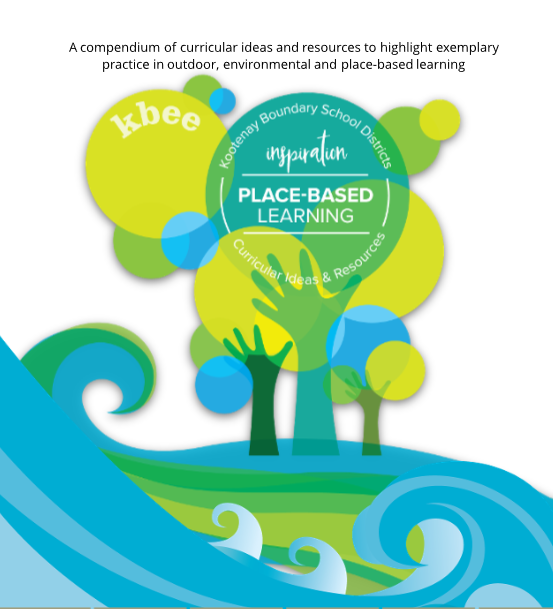 A compendium of curricular ideas and resources to highlight exemplary
practice in outdoor, environmental and place-based learning
kbee
Kootenay Boundary School Districts
inspiration
PLACE-BASED
LEARNING
Curricular Ideas & Resources